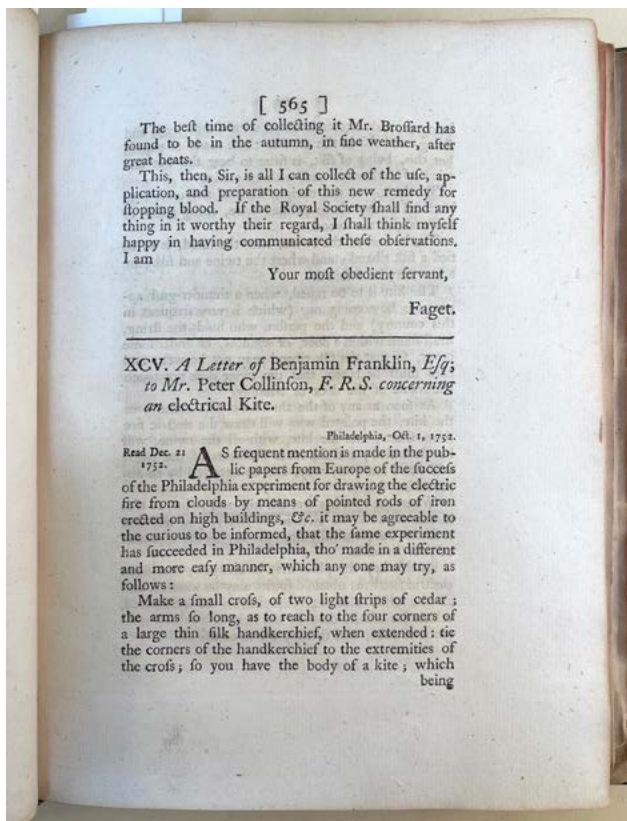 [ 565 ]
The beſt time of collecting it Mr. Broſſard has
found to be in the autumn, in fine weather, after
great heats.
This, then, Sir, is all I can collect of the uſe, ap-
plication, and preparation of this new remedy for
ſtopping blood. If the Royal Society ſhall find any
thing in it worthy their regard, I ſhall think myſelf
happy in having communicated theſe obſervations.
I am
Your moſt obedient ſervant,
Faget.
XCV. A Letter of Benjamin Franklin, Eſq;
to Mr. Peter Collinſon, F. R. S. concerning
an electrical Kite.
Philadelphia, Oct. 1, 1752.
Read Dec. 21
1752.
AS frequent mention is made in the pub-
lic papers from Europe of the ſucceſs
of the Philadelphia experiment for drawing the electric
fire from clouds by means of pointed rods of iron
erected on high buildings, &c. it may be agreeable to
the curious to be informed, that the ſame experiment
has ſucceeded in Philadelphia, tho' made in a different
and more eaſy manner, which any one may try, as
follows:
Make a ſmall croſs, of two light ſtrips of cedar;
the arms ſo long, as to reach to the four corners of
a large thin ſilk handkerchief, when extended: tie
the corners of the handkerchief to the extremities of
the croſs; ſo you have the body of a kite; which
being